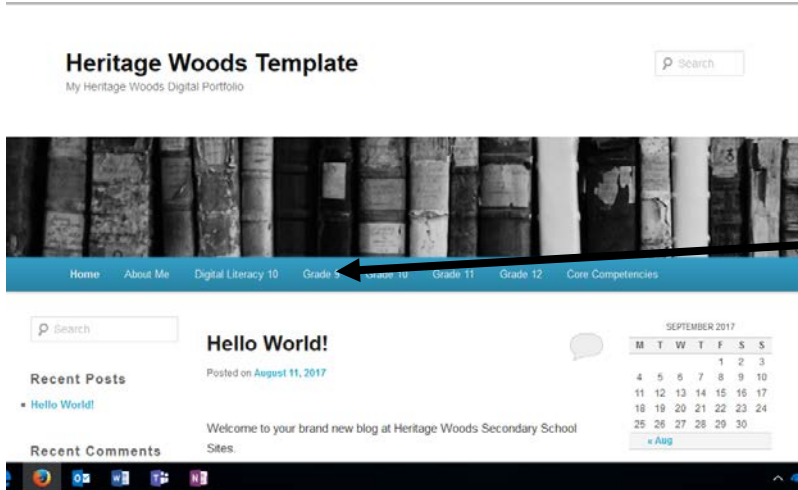 Heritage Woods Template
My Heritage Woods Digital Portfolio
Search
Home About Me Digital Literacy 10 Grade 9 Grade 10 Grade 11 Grade 12 Core Competencies
Search
Recent Posts
Hello World!
Recent Comments
Hello World!
Posted on August 11, 2017
Welcome to your brand new blog at Heritage Woods Secondary School
Sites.
SEPTEMBER 2017
M T W T F S S
1 2 3
4 5 6 7 8 9 10
11 12 13 14 15 16 17
18 19 20 21 22 23 24
25 26 27 28 29 30
« Aug